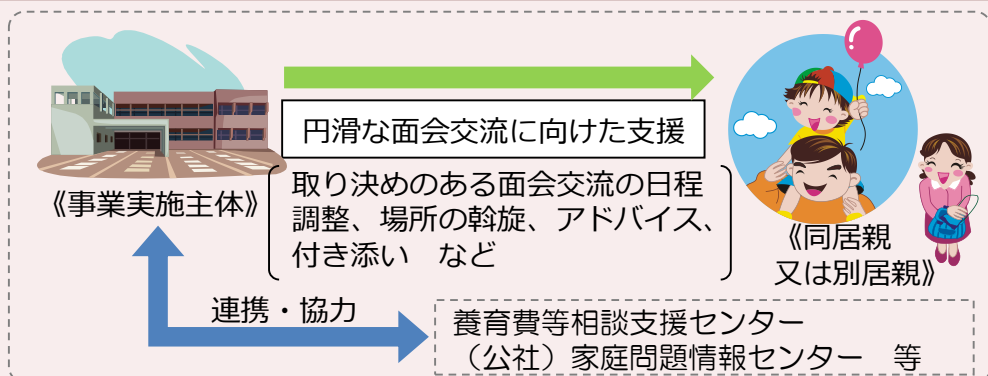 円滑な面会交流に向けた支援
取り決めのある面会交流の日程
調整、場所の斡旋、アドバイス、
付き添い　など
《事業実施主体》
《同居親
又は別居親》
連携・協力
養育費等相談支援センター
（公社）家庭問題情報センター　等